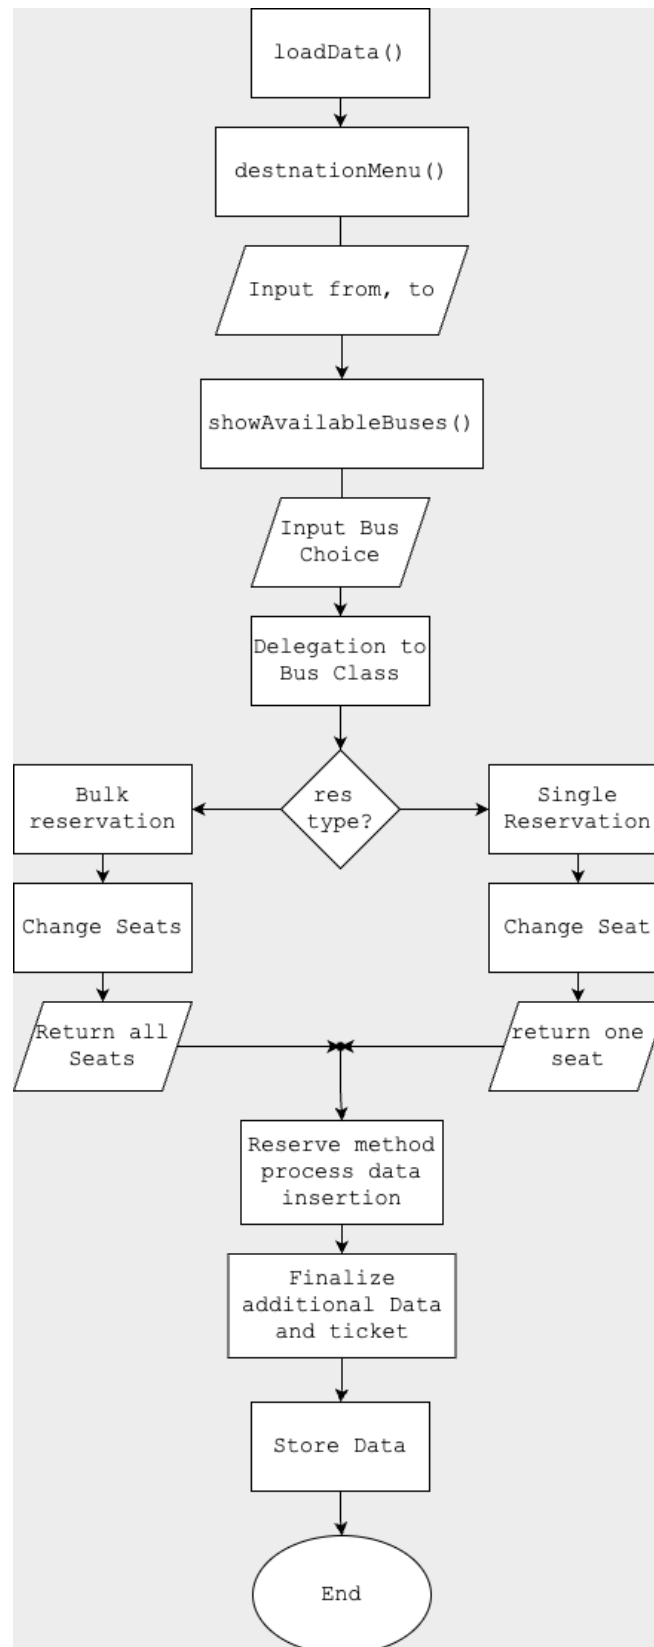 loadData()
destnationMenu()
Input from, to
showAvailableBuses()
Input Bus
Choice
Delegation to
Bus Class
res
type?
Bulk
reservation
Single
Reservation
Change Seats
Change Seat
Return all
Seats
return one
seat
Reserve method
process data
insertion
Finalize
additional Data
and ticket
Store Data
End